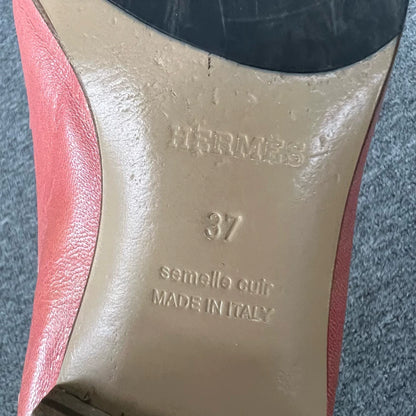 HERMES
37
semelle cuir
MADE IN ITALY